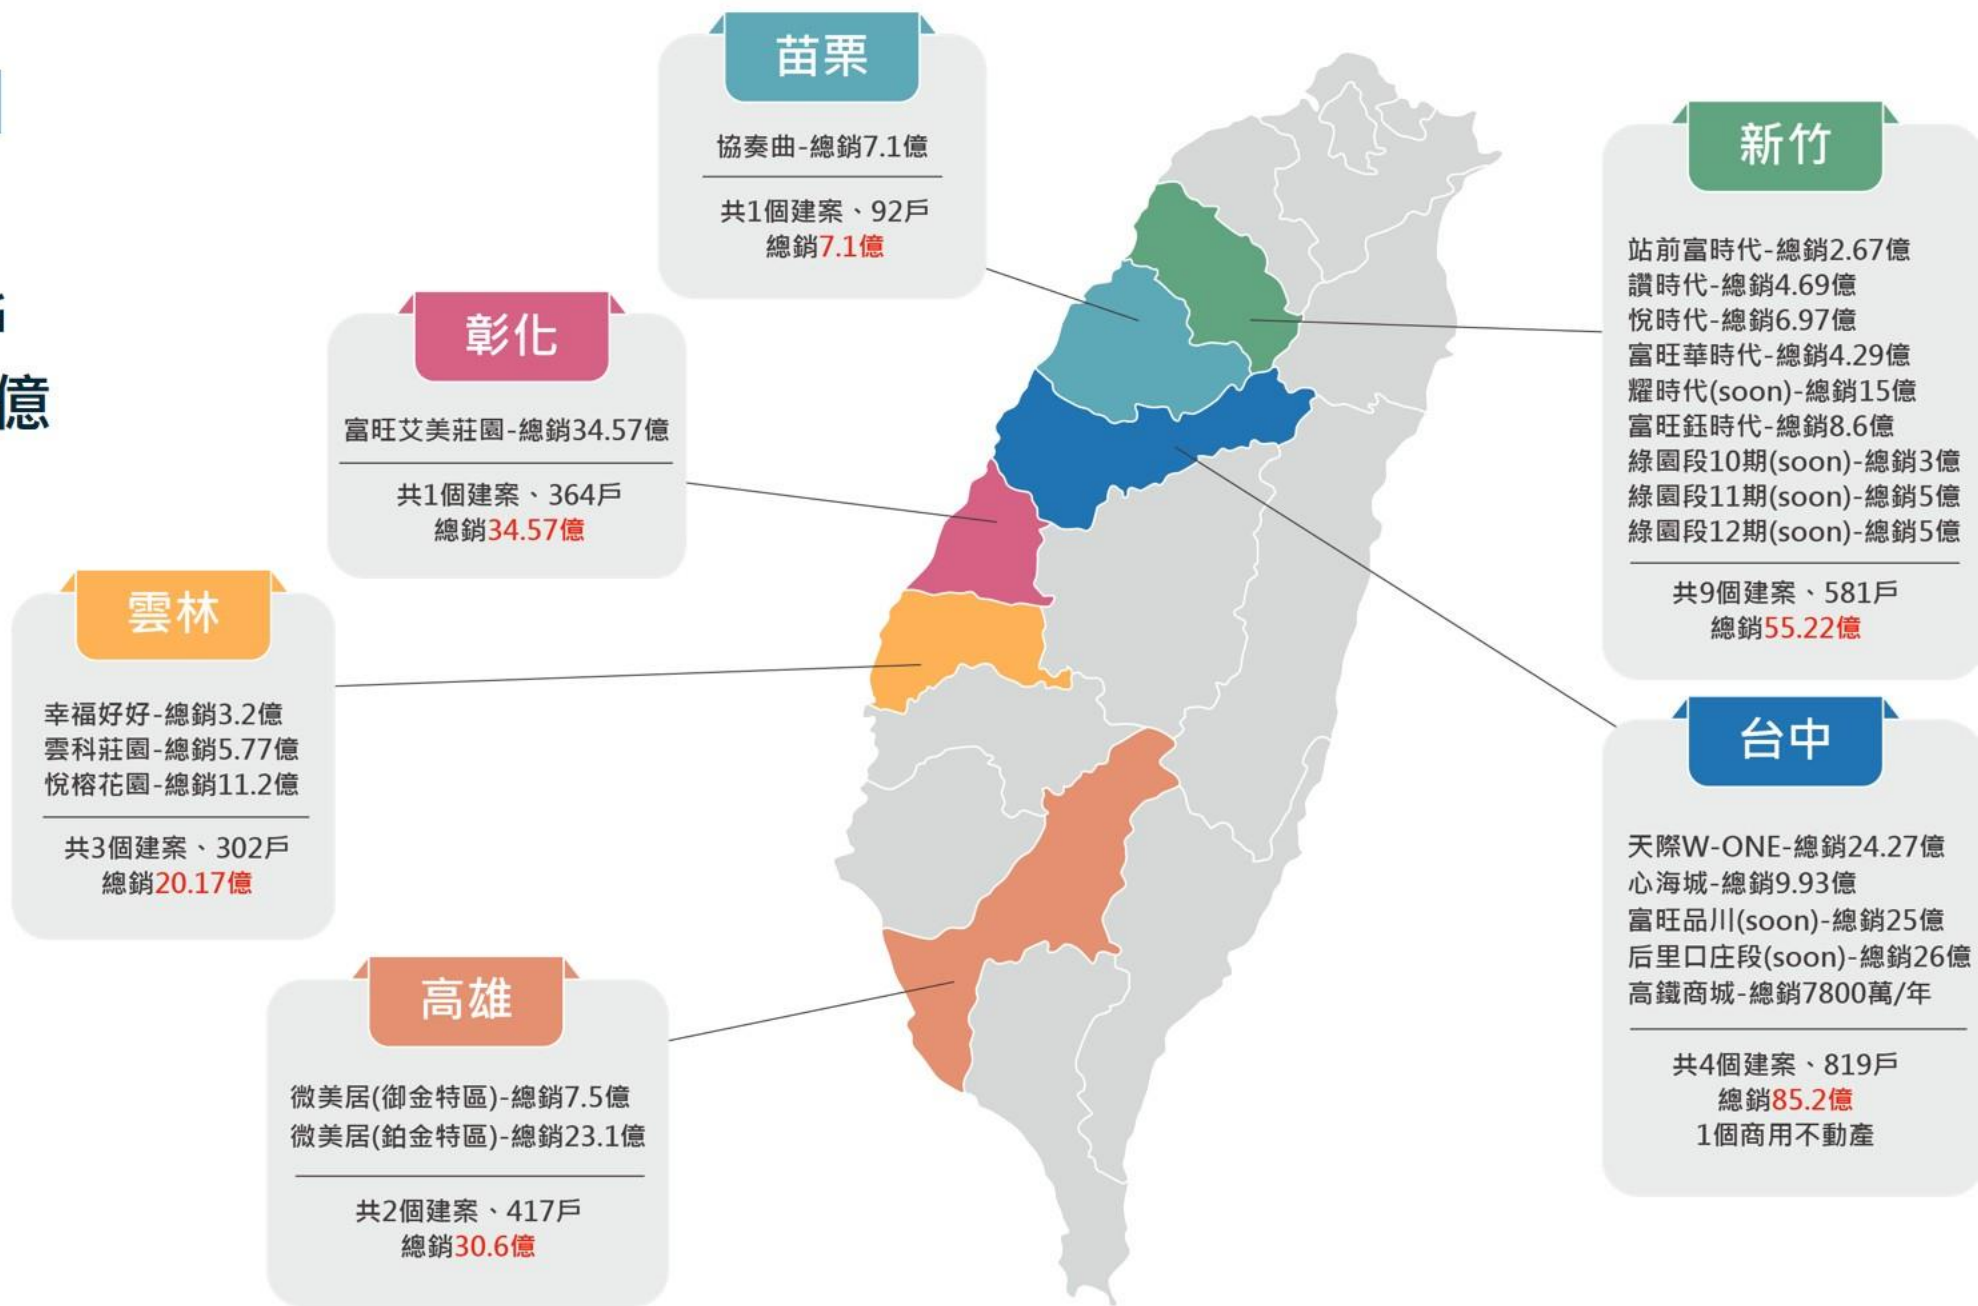 億
苗栗
協奏曲-總銷7.1億
共1個建案、92戶
總銷7.1億
彰化
富旺艾美莊園-總銷34.57億
共1個建案、364戶
總銷34.57億
雲林
幸福好好-總銷3.2億
雲科莊園-總銷5.77億
悅榕花園-總銷11.2億
共3個建案、302戶
總銷20.17億
高雄
微美居(御金特區)-總銷7.5億
微美居(鉑金特區)-總銷23.1億
共2個建案、417戶
總銷30.6億
新竹
站前富時代-總銷2.67億
讚時代-總銷4.69億
悅時代-總銷6.97億
富旺華時代-總銷4.29億
耀時代(soon)-總銷15億
富旺鈺時代-總銷8.6億
綠園段10期(soon)-總銷3億
綠園段11期(soon)-總銷5億
綠園段12期(soon)-總銷5億
共9個建案、581戶
總銷55.22億
台中
天際W-ONE-總銷24.27億
心海城-總銷9.93億
富旺品川(soon)-總銷25億
后里口庄段(soon)-總銷26億
高鐵商城-總銷7800萬/年
共4個建案、819戶
總銷85.2億
1個商用不動產